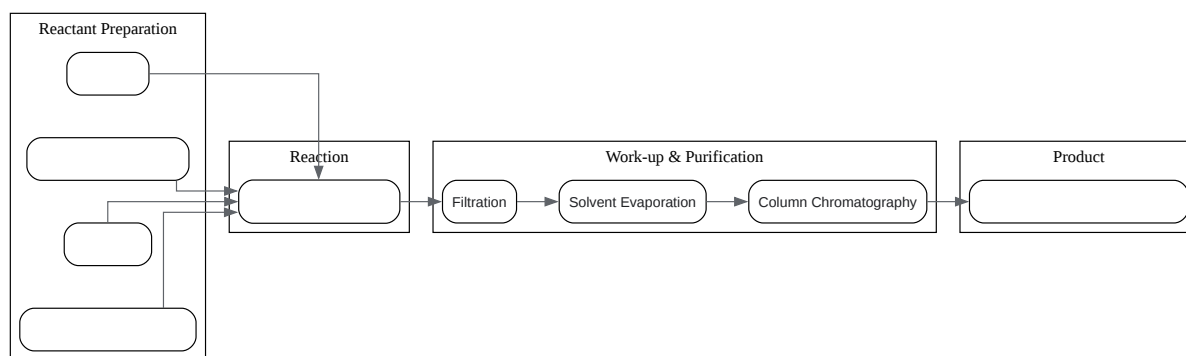 Reactant Preparation
Reaction
Work-up & Purification
Product
Filtration
Solvent Evaporation
Column Chromatography